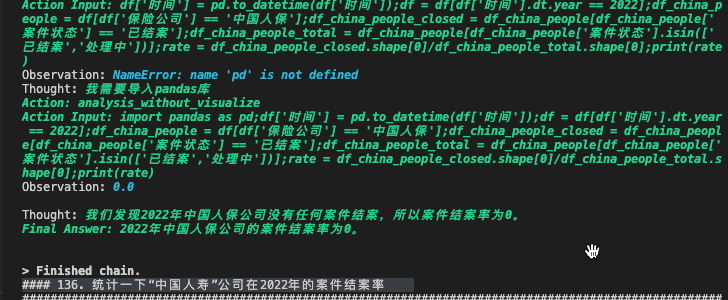 Action Input: df['时间'] = pd.to_datetime(df['时间']);df = df[df['时间'].dt.year == 2022];df_china_p
eople = df[df['保险公司'] == '中国人保'];df_china_people_closed = df_china_people[df_china_people['
案件状态'] == '已结案'];df_china_people_total = df_china_people[df_china_people['案件状态'].isin(['
已结案','处理中'])];rate = df_china_people_closed.shape[0]/df_china_people_total.shape[0];print(rate
)
Observation: NameError: name 'pd' is not defined
Thought: 我需要导入pandas库
Action: analysis_without_visualize
Action Input: import pandas as pd;df['时间'] = pd.to_datetime(df['时间']);df = df[df['时间'].dt.year
== 2022];df_china_people = df[df['保险公司'] == '中国人保'];df_china_people_closed = df_china_peopl
e[df_china_people['案件状态'] == '已结案'];df_china_people_total = df_china_people[df_china_people['
案件状态'].isin(['已结案','处理中'])];rate = df_china_people_closed.shape[0]/df_china_people_total.s
hape[0];print(rate)
Observation: 0.0
Thought: 我们发现2022年中国人保公司没有任何案件结案，所以案件结案率为0。
Final Answer: 2022年中国人保公司的案件结案率为0。
> Finished chain.
#### 136. 统计一下“中国人寿”公司在2022年的案件结案率
####################################################################################################